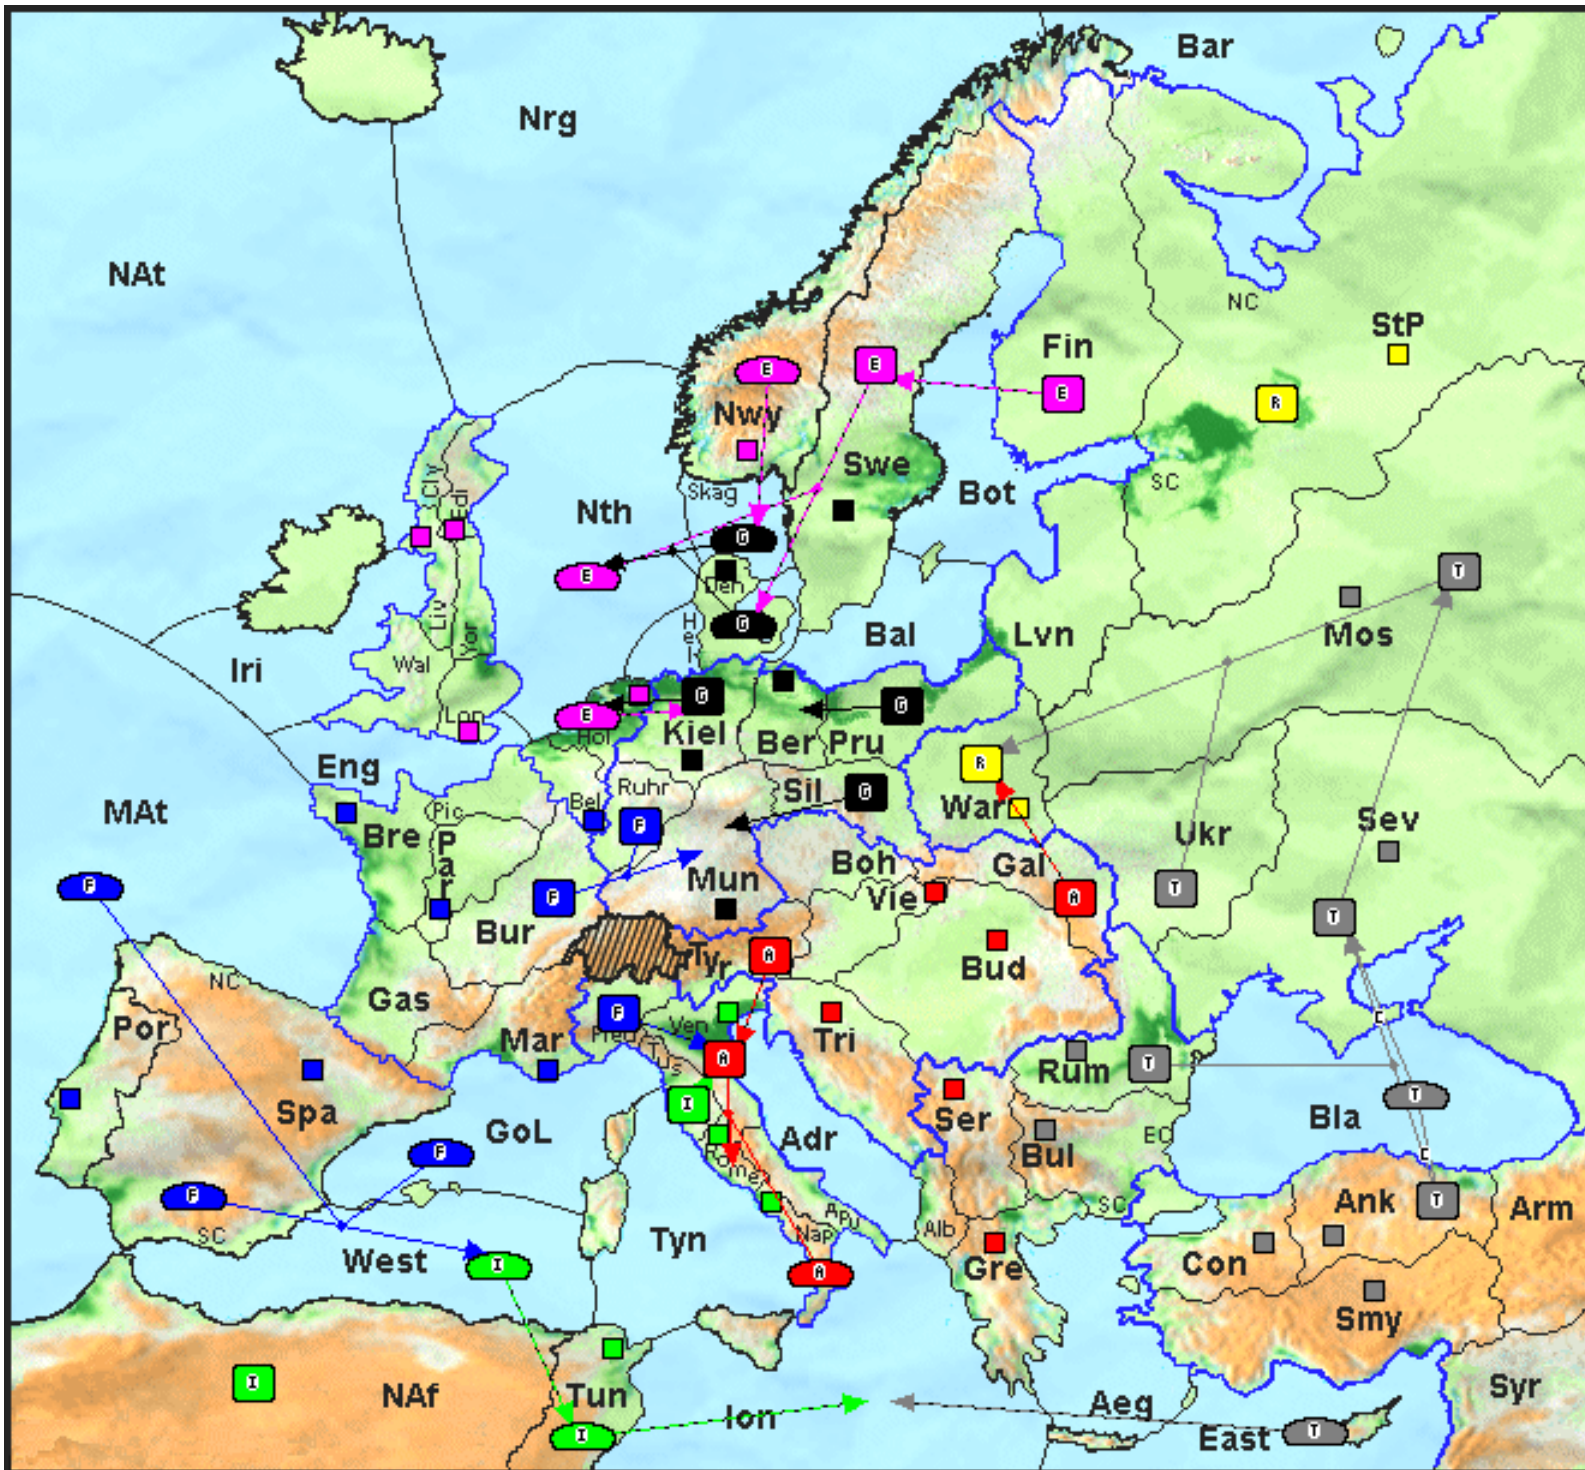 Bar
Nrg
NAt
NC
StP
Fin
Nwy
Swe
Cly
Edi
Skag
Bot
SC
Nth
Den
Liv
Yor
Hel
Bal
Lvn
Mos
Iri
Wal
Lon
Hol
Kiel
Ber
Pru
Eng
Ruhr
Sil
War
MAt
Pic
Bel
Bre
Par
Ukr
Sev
Boh
Gal
Mun
Vie
Bur
Tyr
Bud
NC
Gas
Por
Mar
Pied
Ven
Tri
Tus
Rum
Spa
GoL
Rome
Adr
Ser
Bul
EC
Bla
SC
Ank
Arm
West
Tyn
Apu
Nap
Alb
Gre
Con
SC
Smy
NAf
Tun
Ion
Aeg
East
Syr
E
E
E
R
G
E
T
G
E
G
G
R
G
F
F
F
A
T
T
A
F
A
T
C
T
I
F
C
F
T
I
A
I
I
T